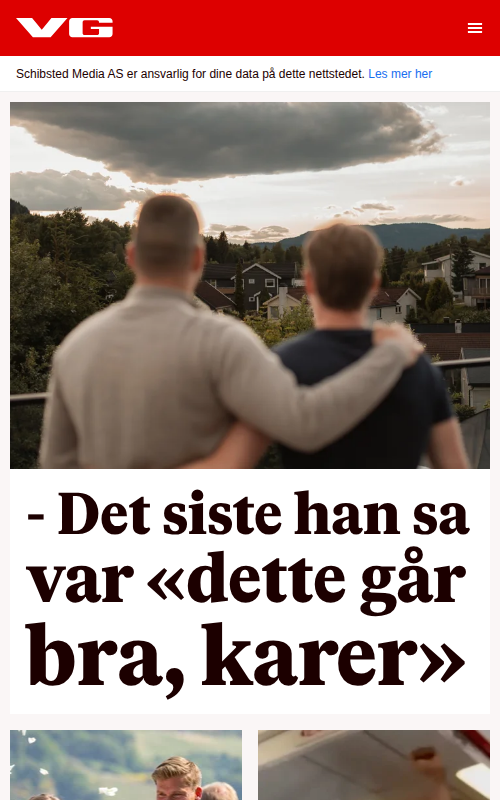 VG
Schibsted Media AS er ansvarlig for dine data på dette nettstedet. Les mer her
- Det siste han sa
var «dette går
bra, karer»